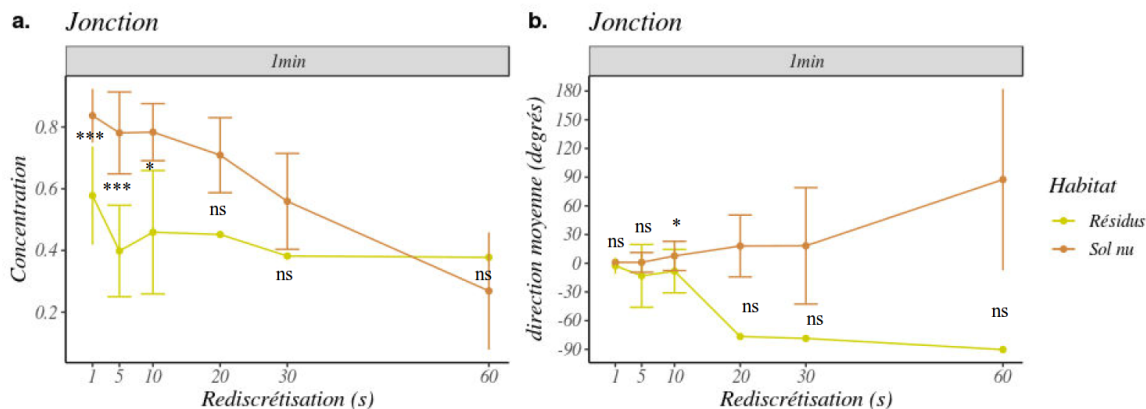 a. Jonction
1min
Concentration
0.8
0.6
0.4
0.2
***
***
*
ns
ns
ns
1 5 10 20 30 60
Rediscrétisation (s)
b. Jonction
1min
direction moyenne (degrés)
180
150
120
90
60
30
0
-30
-60
-90
ns
ns
*
ns
ns
ns
1 5 10 20 30 60
Rediscrétisation (s)
Habitat
Résidus
Sol nu